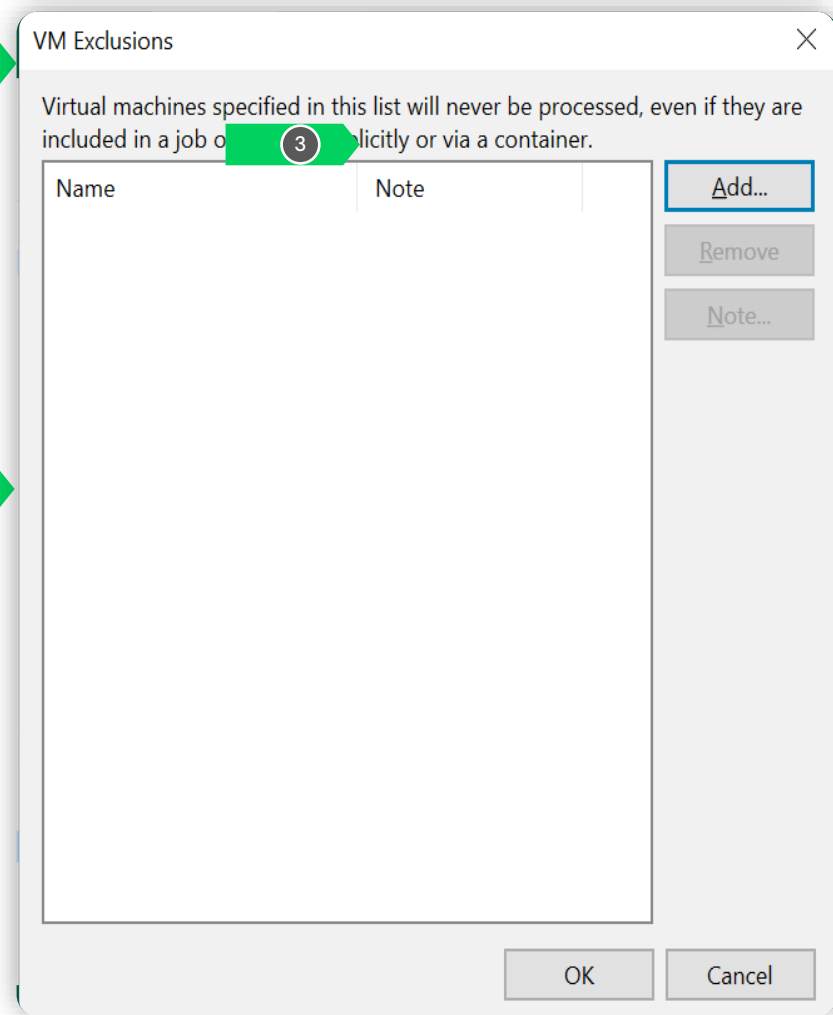 VM Exclusions
Virtual machines specified in this list will never be processed, even if they are
included in a job o 3 licitly or via a container.
Name Note
Add...
Remove
Note...
OK Cancel